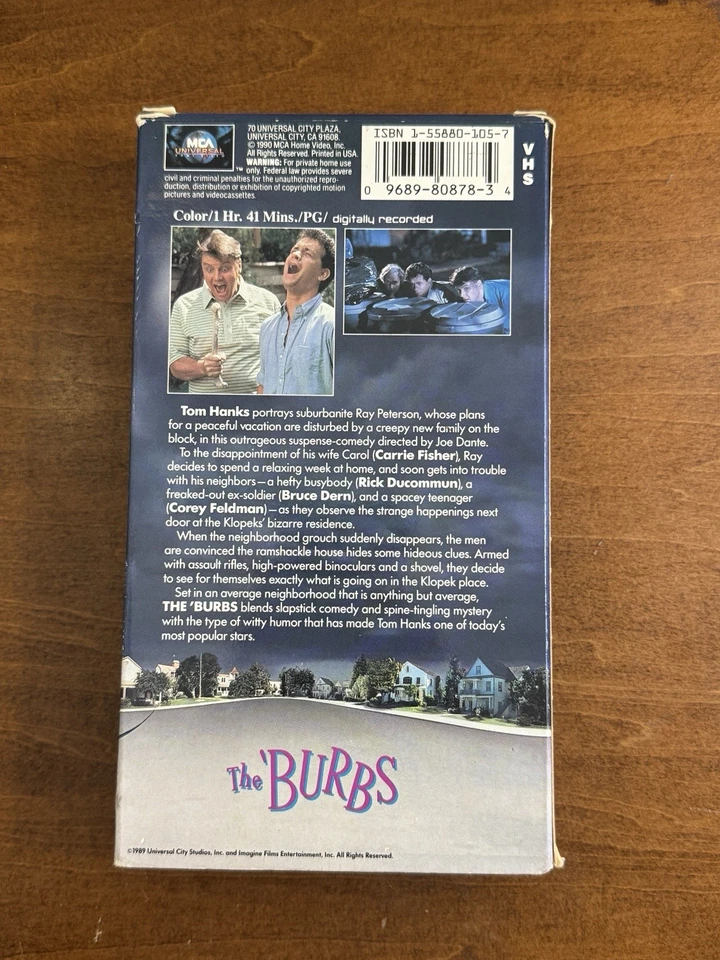 MCA
UNIVERSAL
HOME VIDEO
™
70 UNIVERSAL CITY PLAZA,
UNIVERSAL CITY, CA 91608.
© 1990 MCA Home Video, Inc.
All Rights Reserved. Printed in USA.
WARNING: For private home use
only. Federal law provides severe
civil and criminal penalties for the unauthorized repro-
duction, distribution or exhibition of copyrighted motion
pictures and videocassettes.
ISBN 1-55880-105-7
0 9689-80878-3 4
VHS
Color/1 Hr. 41 Mins./PG/ digitally recorded
Tom Hanks portrays suburbanite Ray Peterson, whose plans
for a peaceful vacation are disturbed by a creepy new family on the
block, in this outrageous suspense-comedy directed by Joe Dante.
To the disappointment of his wife Carol (Carrie Fisher), Ray
decides to spend a relaxing week at home, and soon gets into trouble
with his neighbors—a hefty busybody (Rick Ducommun), a
freaked-out ex-soldier (Bruce Dern), and a spacey teenager
(Corey Feldman)—as they observe the strange happenings next
door at the Klopeks' bizarre residence.
When the neighborhood grouch suddenly disappears, the men
are convinced the ramshackle house hides some hideous clues. Armed
with assault rifles, high-powered binoculars and a shovel, they decide
to see for themselves exactly what is going on in the Klopek place.
Set in an average neighborhood that is anything but average,
THE 'BURBS blends slapstick comedy and spine-tingling mystery
with the type of witty humor that has made Tom Hanks one of today's
most popular stars.
The 'BURBS
©1989 Universal City Studios, Inc. and Imagine Films Entertainment, Inc. All Rights Reserved.